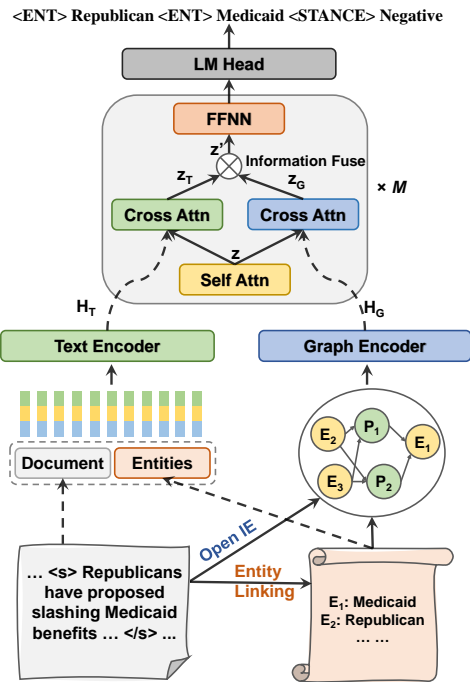 <ENT> Republican <ENT> Medicaid <STANCE> Negative
LM Head
FFNN
z'
Information Fuse
z_T
z_G
Cross Attn
Cross Attn
× M
z
Self Attn
H_T
H_G
Text Encoder
Graph Encoder
Document
Entities
E_2
P_1
E_1
E_3
P_2
Open IE
Entity
Linking
... <s> Republicans
have proposed
slashing Medicaid
benefits ... </s> ...
E_1: Medicaid
E_2: Republican
... ...